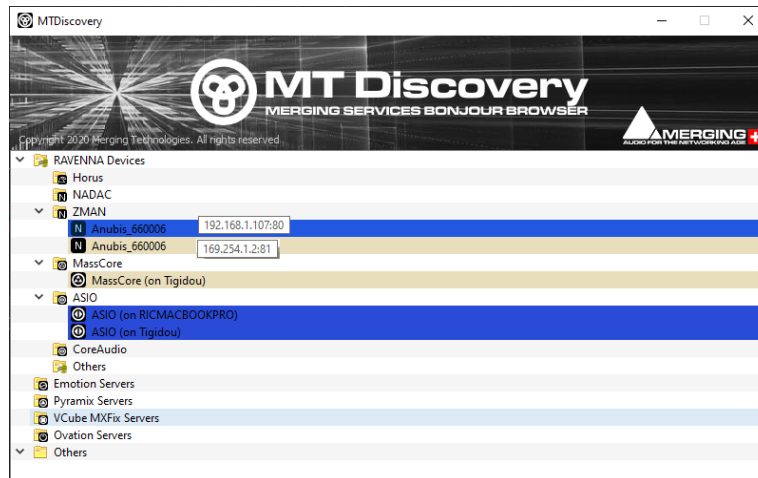 MTDiscovery
MT Discovery
MERGING SERVICES BONJOUR BROWSER
Copyright 2020 Merging Technologies. All rights reserved
MERGING
AUDIO FOR THE NETWORKING AGE
RAVENNA Devices
Horus
NADAC
ZMAN
Anubis_660006 192.168.1.107:80
Anubis_660006 169.254.1.2:81
MassCore
MassCore (on Tigidou)
ASIO
ASIO (on RICMACBOOKPRO)
ASIO (on Tigidou)
CoreAudio
Others
Emotion Servers
Pyramix Servers
VCube MXFix Servers
Ovation Servers
Others